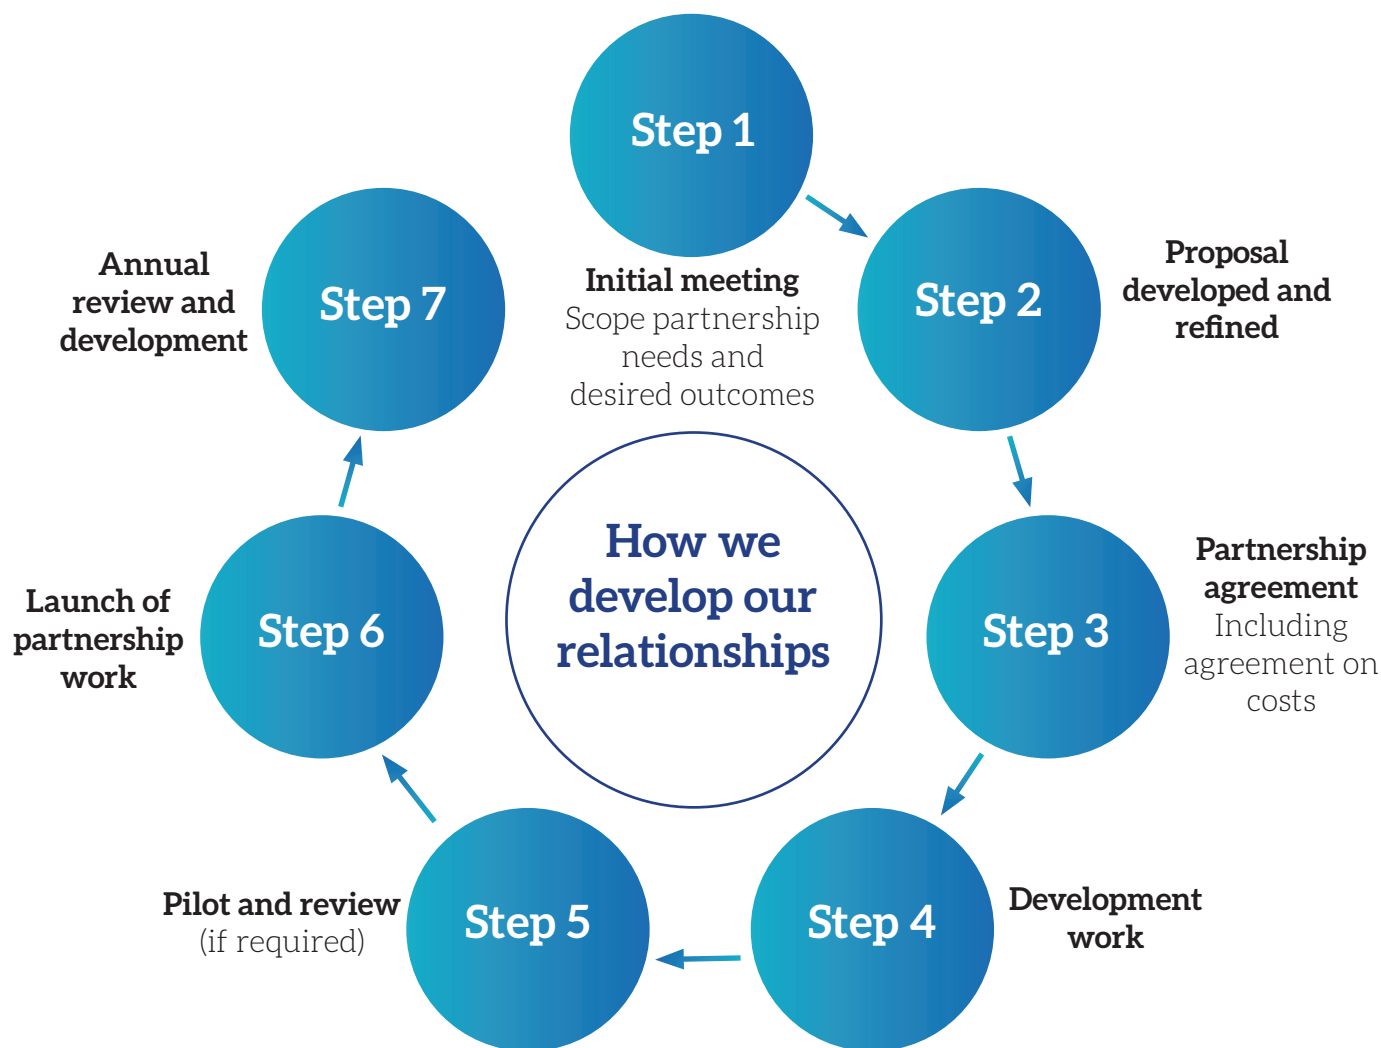 Step 1
Initial meeting
Scope partnership
needs and
desired outcomes
Step 2
Proposal
developed and
refined
Step 3
Partnership
agreement
Including
agreement on
costs
Step 4
Development
work
Step 5
Pilot and review
(if required)
Step 6
Launch of
partnership
work
Step 7
Annual
review and
development
How we
develop our
relationships